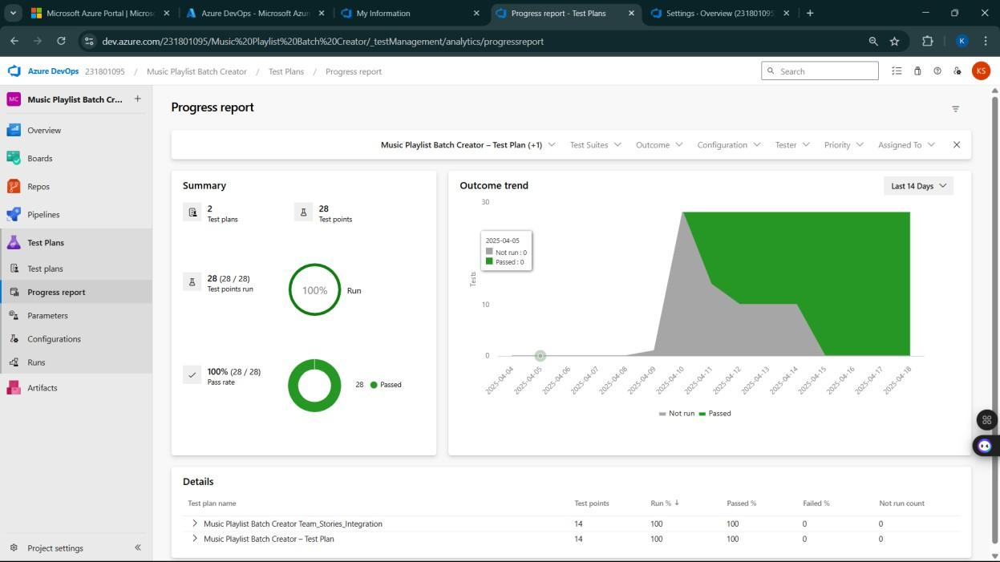 Microsoft Azure Portal | Micros
Azure DevOps - Microsoft Azur
My Information
Progress report - Test Plans
Settings · Overview (231801095
dev.azure.com/231801095/Music%20Playlist%20Batch%20Creator/_testManagement/analytics/progressreport
K
Azure DevOps 231801095 / Music Playlist Batch Creator / Test Plans / Progress report
Search
KS
MC Music Playlist Batch Cr... +
Overview
Boards
Repos
Pipelines
Test Plans
Test plans
Progress report
Parameters
Configurations
Runs
Artifacts
Project settings
Progress report
Music Playlist Batch Creator – Test Plan (+1) Test Suites Outcome Configuration Tester Priority Assigned To
Summary
2
Test plans
28
Test points
28 (28 / 28)
Test points run
100% Run
100% (28 / 28)
Pass rate
28 Passed
Outcome trend
Last 14 Days
30
2025-04-05
Not run : 0
Passed : 0
Tests
10
0
2025-04-04 2025-04-05 2025-04-06 2025-04-07 2025-04-08 2025-04-09 2025-04-10 2025-04-11 2025-04-12 2025-04-13 2025-04-14 2025-04-15 2025-04-16 2025-04-17 2025-04-18
Not run Passed
Details
Test plan name Test points Run % ↓ Passed % Failed % Not run count
Music Playlist Batch Creator Team_Stories_Integration 14 100 100 0 0
Music Playlist Batch Creator – Test Plan 14 100 100 0 0